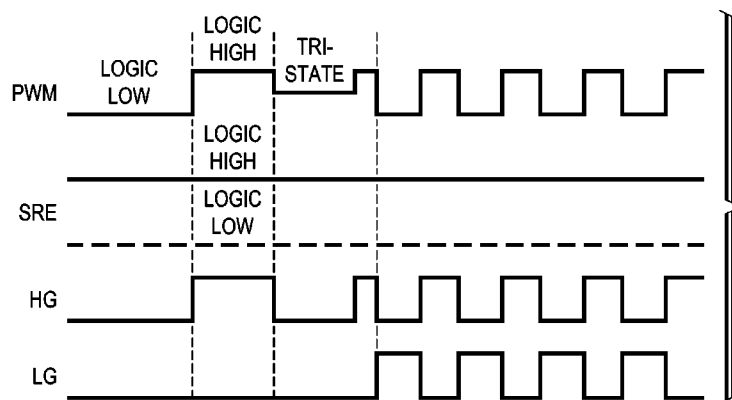 LOGIC
HIGH
TRI-
STATE
LOGIC
LOW
PWM
LOGIC
HIGH
SRE
LOGIC
LOW
HG
LG